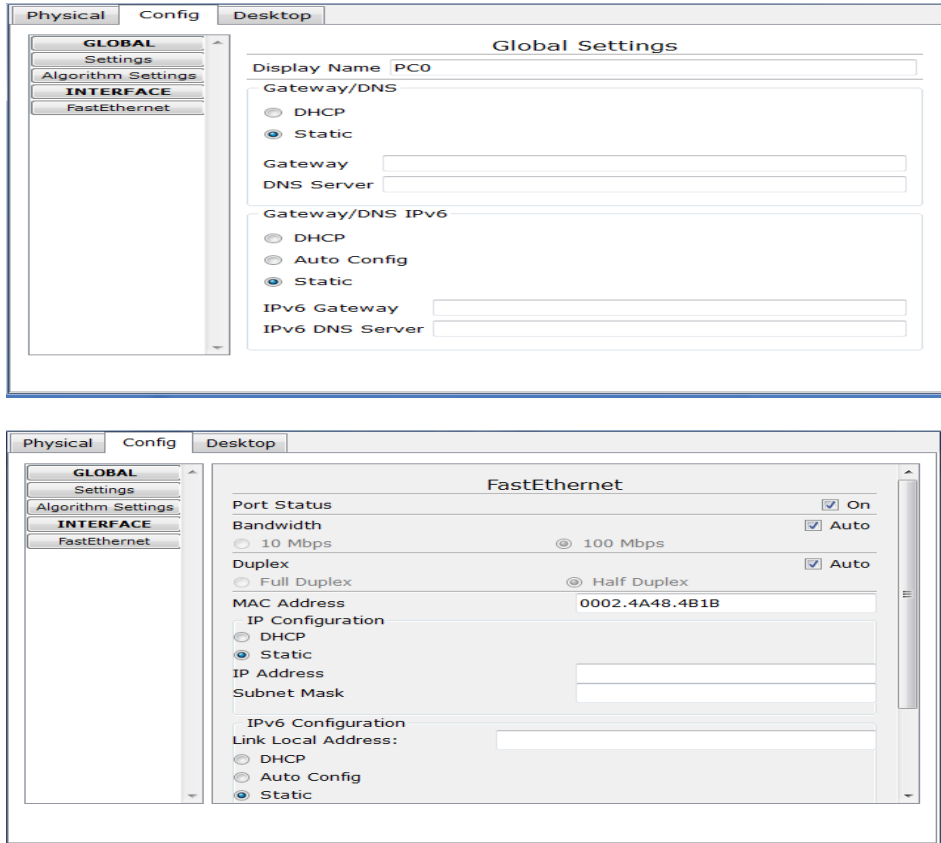 Physical Config Desktop
GLOBAL
Settings
Algorithm Settings
INTERFACE
FastEthernet
Global Settings
Display Name PC0
Gateway/DNS
DHCP
Static
Gateway
DNS Server
Gateway/DNS IPv6
DHCP
Auto Config
Static
IPv6 Gateway
IPv6 DNS Server
Physical Config Desktop
GLOBAL
Settings
Algorithm Settings
INTERFACE
FastEthernet
FastEthernet
Port Status On
Bandwidth Auto
10 Mbps 100 Mbps
Duplex Auto
Full Duplex Half Duplex
MAC Address 0002.4A48.4B1B
IP Configuration
DHCP
Static
IP Address
Subnet Mask
IPv6 Configuration
Link Local Address:
DHCP
Auto Config
Static